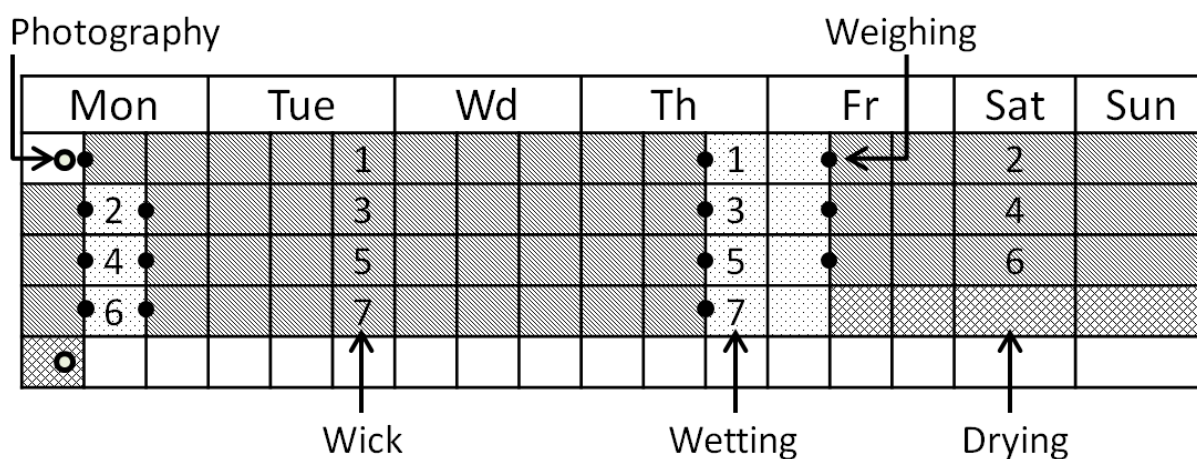 Photography Weighing
Mon Tue Wd Th Fr Sat Sun
1 1 2
2 3 3 4
4 5 5 6
6 7 7
Wick Wetting Drying